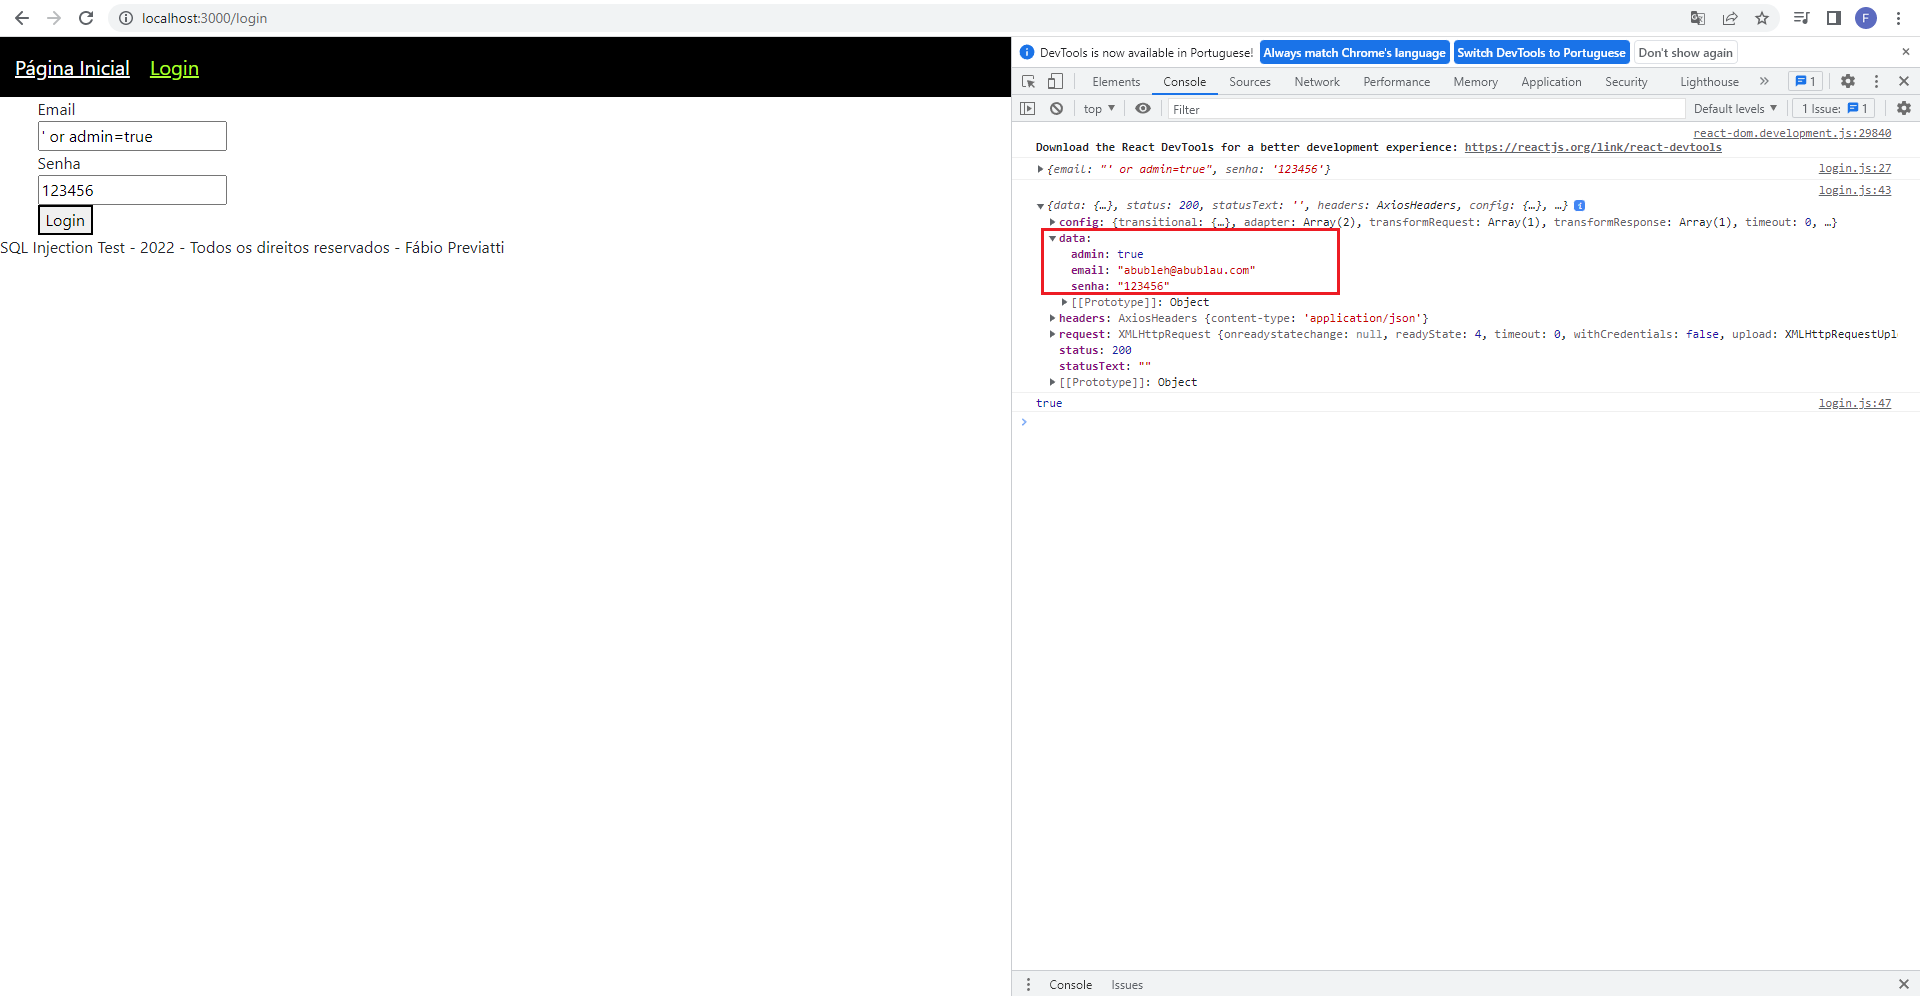 localhost:3000/login
F
Página Inicial Login
Email
' or admin=true
Senha
123456
Login
SQL Injection Test - 2022 - Todos os direitos reservados - Fábio Previatti
DevTools is now available in Portuguese! Always match Chrome's language Switch DevTools to Portuguese Don't show again
Elements Console Sources Network Performance Memory Application Security Lighthouse 1
top Filter Default levels 1 Issue: 1
react-dom.development.js:29840
Download the React DevTools for a better development experience: https://reactjs.org/link/react-devtools
{email: "' or admin=true", senha: '123456'} login.js:27
login.js:43
{data: {…}, status: 200, statusText: '', headers: AxiosHeaders, config: {…}, …}
config: {transitional: {…}, adapter: Array(2), transformRequest: Array(1), transformResponse: Array(1), timeout: 0, …}
data:
admin: true
email: "abubleh@abublau.com"
senha: "123456"
[[Prototype]]: Object
headers: AxiosHeaders {content-type: 'application/json'}
request: XMLHttpRequest {onreadystatechange: null, readyState: 4, timeout: 0, withCredentials: false, upload: XMLHttpRequestUpl
status: 200
statusText: ""
[[Prototype]]: Object
true login.js:47
Console Issues